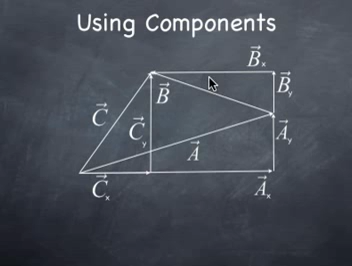 Using Components
B⃗ₓ
B⃗
B⃗ᵧ
C⃗
C⃗ᵧ
A⃗ᵧ
A⃗
C⃗ₓ
A⃗ₓ